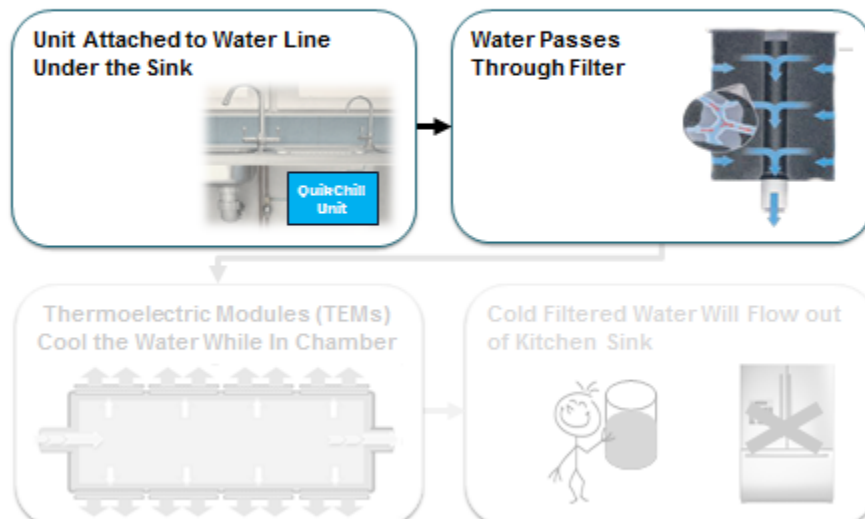 Unit Attached to Water Line
Under the Sink
QuikChill
Unit
Water Passes
Through Filter
Thermoelectric Modules (TEMs)
Cool the Water While In Chamber
Cold Filtered Water Will Flow out
of Kitchen Sink